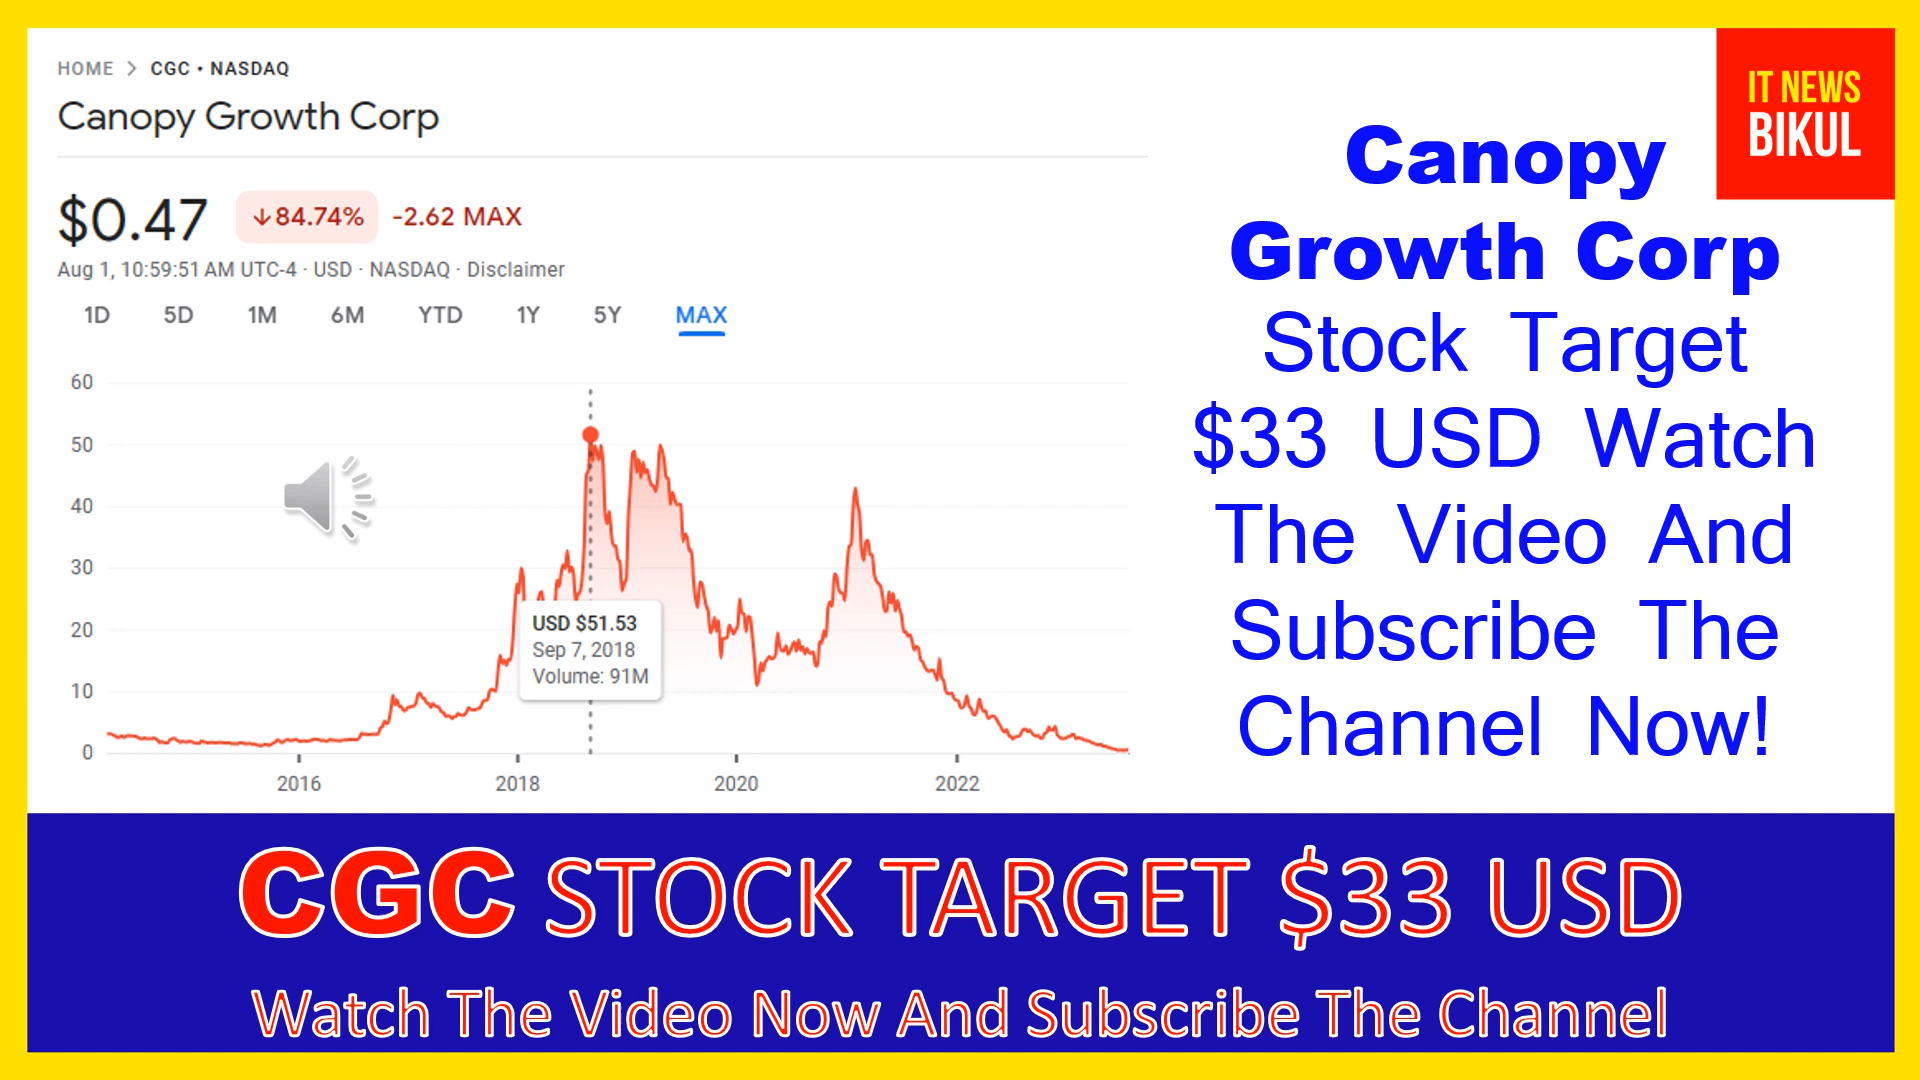 HOME > CGC • NASDAQ
Canopy Growth Corp
$0.47 ↓84.74% -2.62 MAX
Aug 1, 10:59:51 AM UTC-4 · USD · NASDAQ · Disclaimer
1D 5D 1M 6M YTD 1Y 5Y MAX
60
50
40
30
20
10
0
USD $51.53
Sep 7, 2018
Volume: 91M
2016 2018 2020 2022
IT NEWS
BIKUL
Canopy
Growth Corp
Stock Target
$33 USD Watch
The Video And
Subscribe The
Channel Now!
CGC STOCK TARGET $33 USD
Watch The Video Now And Subscribe The Channel